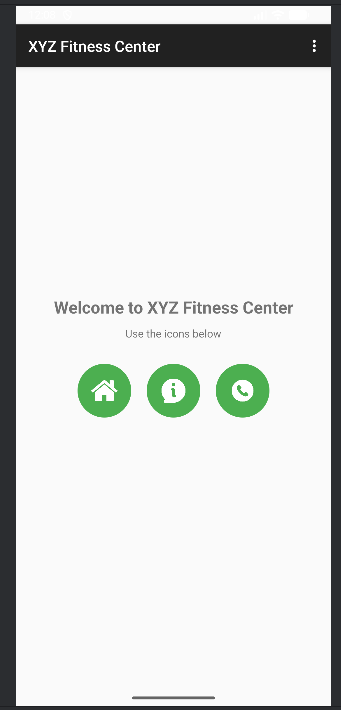 XYZ Fitness Center
Welcome to XYZ Fitness Center
Use the icons below